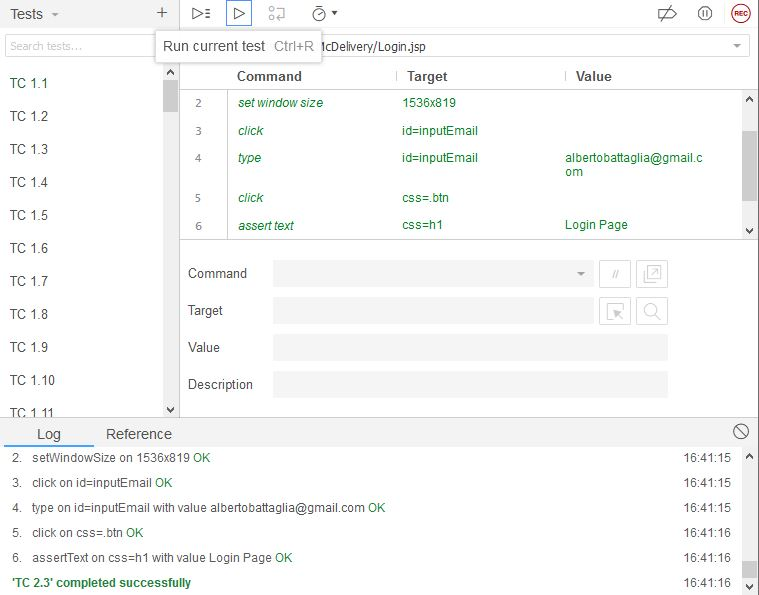 Tests
+
REC
Search tests...
Run current test Ctrl+R
cDelivery/Login.jsp
Command Target Value
2 set window size 1536x819
3 click id=inputEmail
4 type id=inputEmail albertobattaglia@gmail.c
om
5 click css=.btn
6 assert text css=h1 Login Page
TC 1.1
TC 1.2
TC 1.3
TC 1.4
TC 1.5
TC 1.6
TC 1.7
TC 1.8
TC 1.9
TC 1.10
TC 1.11
Command //
Target
Value
Description
Log Reference
2. setWindowSize on 1536x819 OK 16:41:15
3. click on id=inputEmail OK 16:41:15
4. type on id=inputEmail with value albertobattaglia@gmail.com OK 16:41:15
5. click on css=.btn OK 16:41:16
6. assertText on css=h1 with value Login Page OK 16:41:16
'TC 2.3' completed successfully 16:41:16